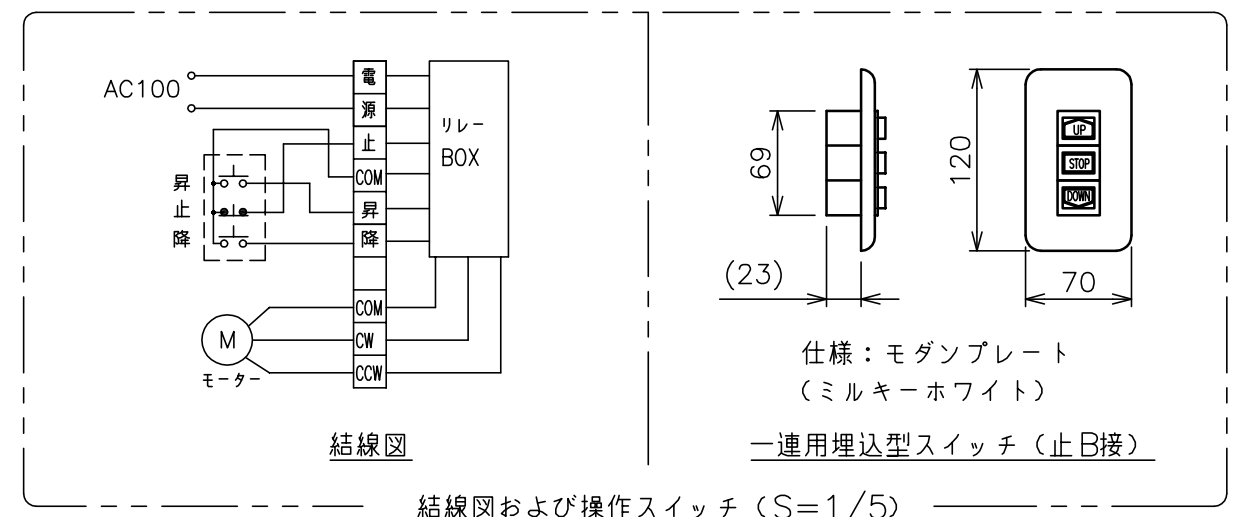 AC100
電
源
止
COM
昇
降
COM
CW
CCW
リレー
BOX
昇
止
降
M
モーター
結線図
69
(23)
120
70
UP
STOP
DOWN
仕様：モダンプレート
（ミルキーホワイト）
一連用埋込型スイッチ（止B接）
結線図および操作スイッチ（S=1/5）